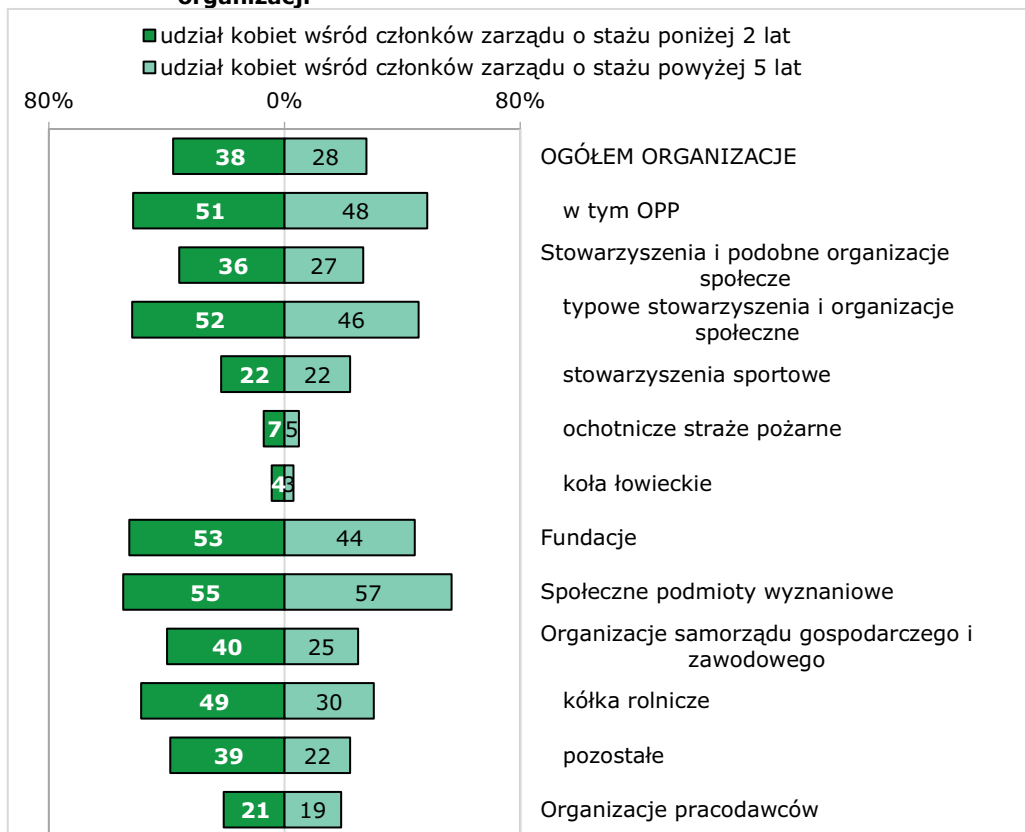 organizacji
udział kobiet wśród członków zarządu o stażu poniżej 2 lat
udział kobiet wśród członków zarządu o stażu powyżej 5 lat
80% 0% 80%
38 28 OGÓŁEM ORGANIZACJE
51 48 w tym OPP
36 27 Stowarzyszenia i podobne organizacje
społecze
52 46 typowe stowarzyszenia i organizacje
społeczne
22 22 stowarzyszenia sportowe
7 5 ochotnicze straże pożarne
4 3 koła łowieckie
53 44 Fundacje
55 57 Społeczne podmioty wyznaniowe
40 25 Organizacje samorządu gospodarczego i
zawodowego
49 30 kółka rolnicze
39 22 pozostałe
21 19 Organizacje pracodawców